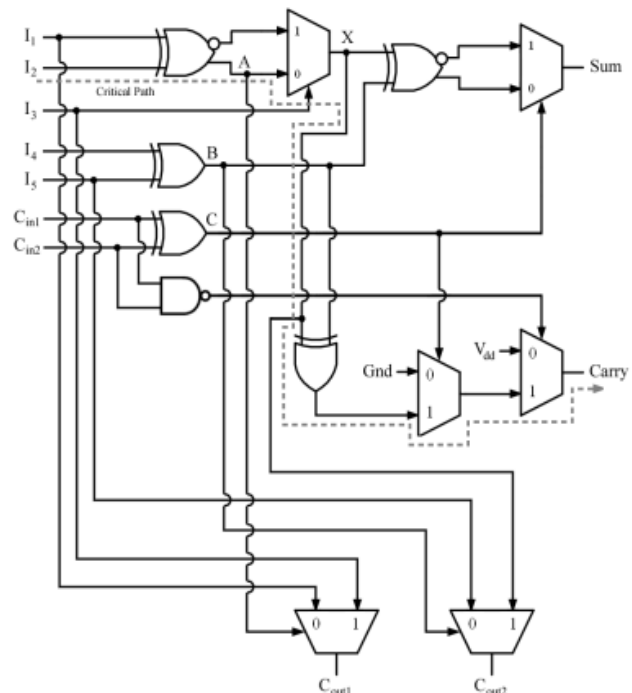 I1
1
X
I2
A
0
1
Sum
Critical Path
0
I3
I4
B
I5
Cin1
C
Cin2
Vdd
0
Gnd
0
Carry
1
1
0
1
0
1
Cout1
Cout2